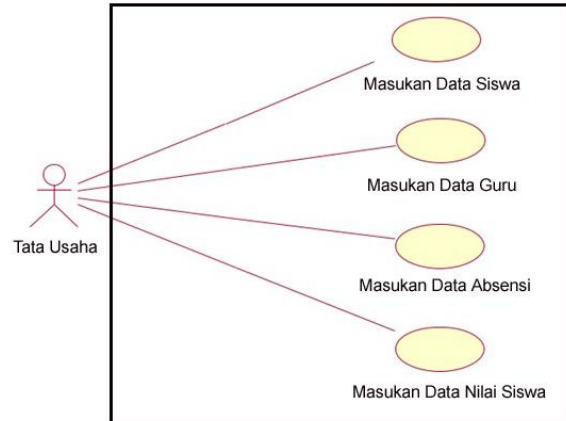 Masukan Data Siswa
Masukan Data Guru
Tata Usaha
Masukan Data Absensi
Masukan Data Nilai Siswa